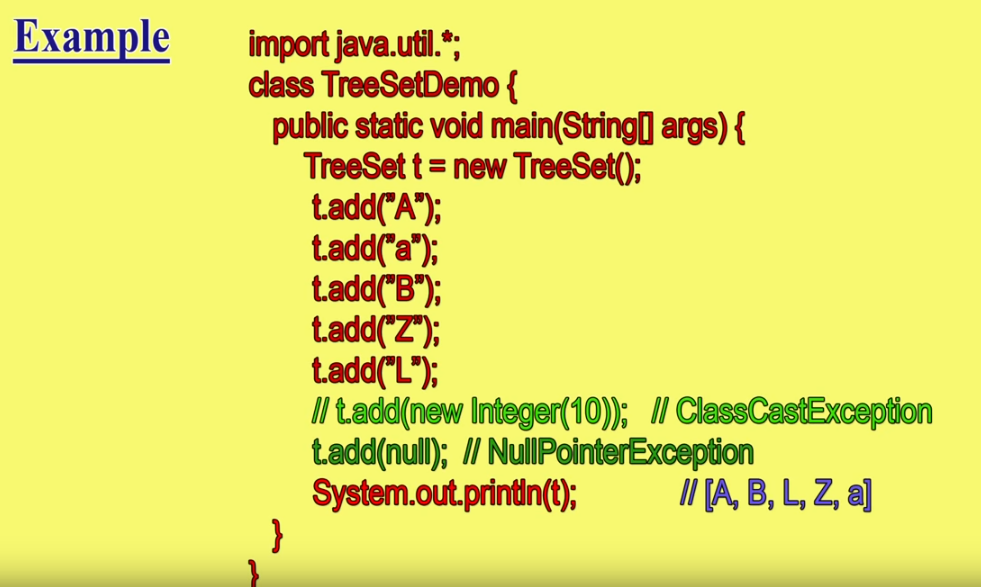 Example
import java.util.*;
class TreeSetDemo {
public static void main(String[] args) {
TreeSet t = new TreeSet();
t.add(”A”);
t.add(”a”);
t.add(”B”);
t.add(”Z”);
t.add(”L”);
// t.add(new Integer(10)); // ClassCastException
t.add(null); // NullPointerException
System.out.println(t); // [A, B, L, Z, a]
}
}